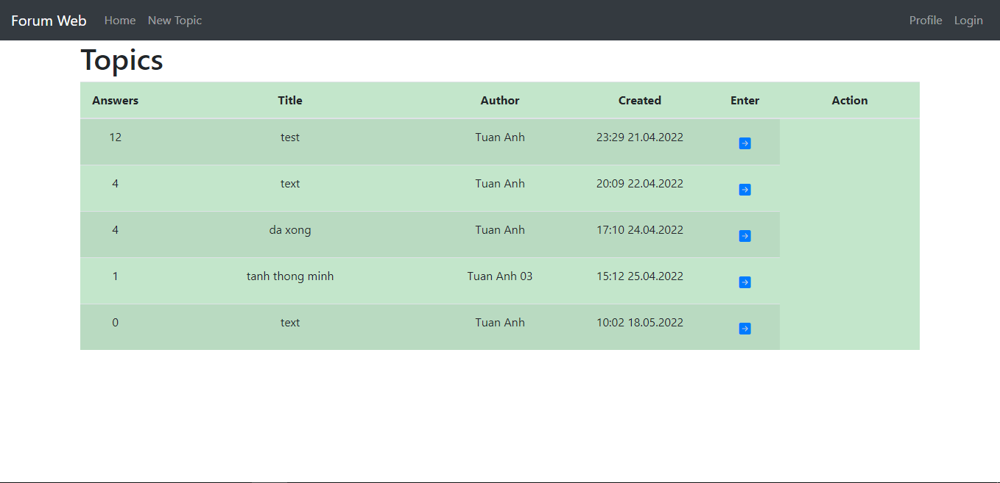 Forum Web Home New Topic Profile Login
Topics
Answers Title Author Created Enter Action
12 test Tuan Anh 23:29 21.04.2022
4 text Tuan Anh 20:09 22.04.2022
4 da xong Tuan Anh 17:10 24.04.2022
1 tanh thong minh Tuan Anh 03 15:12 25.04.2022
0 text Tuan Anh 10:02 18.05.2022